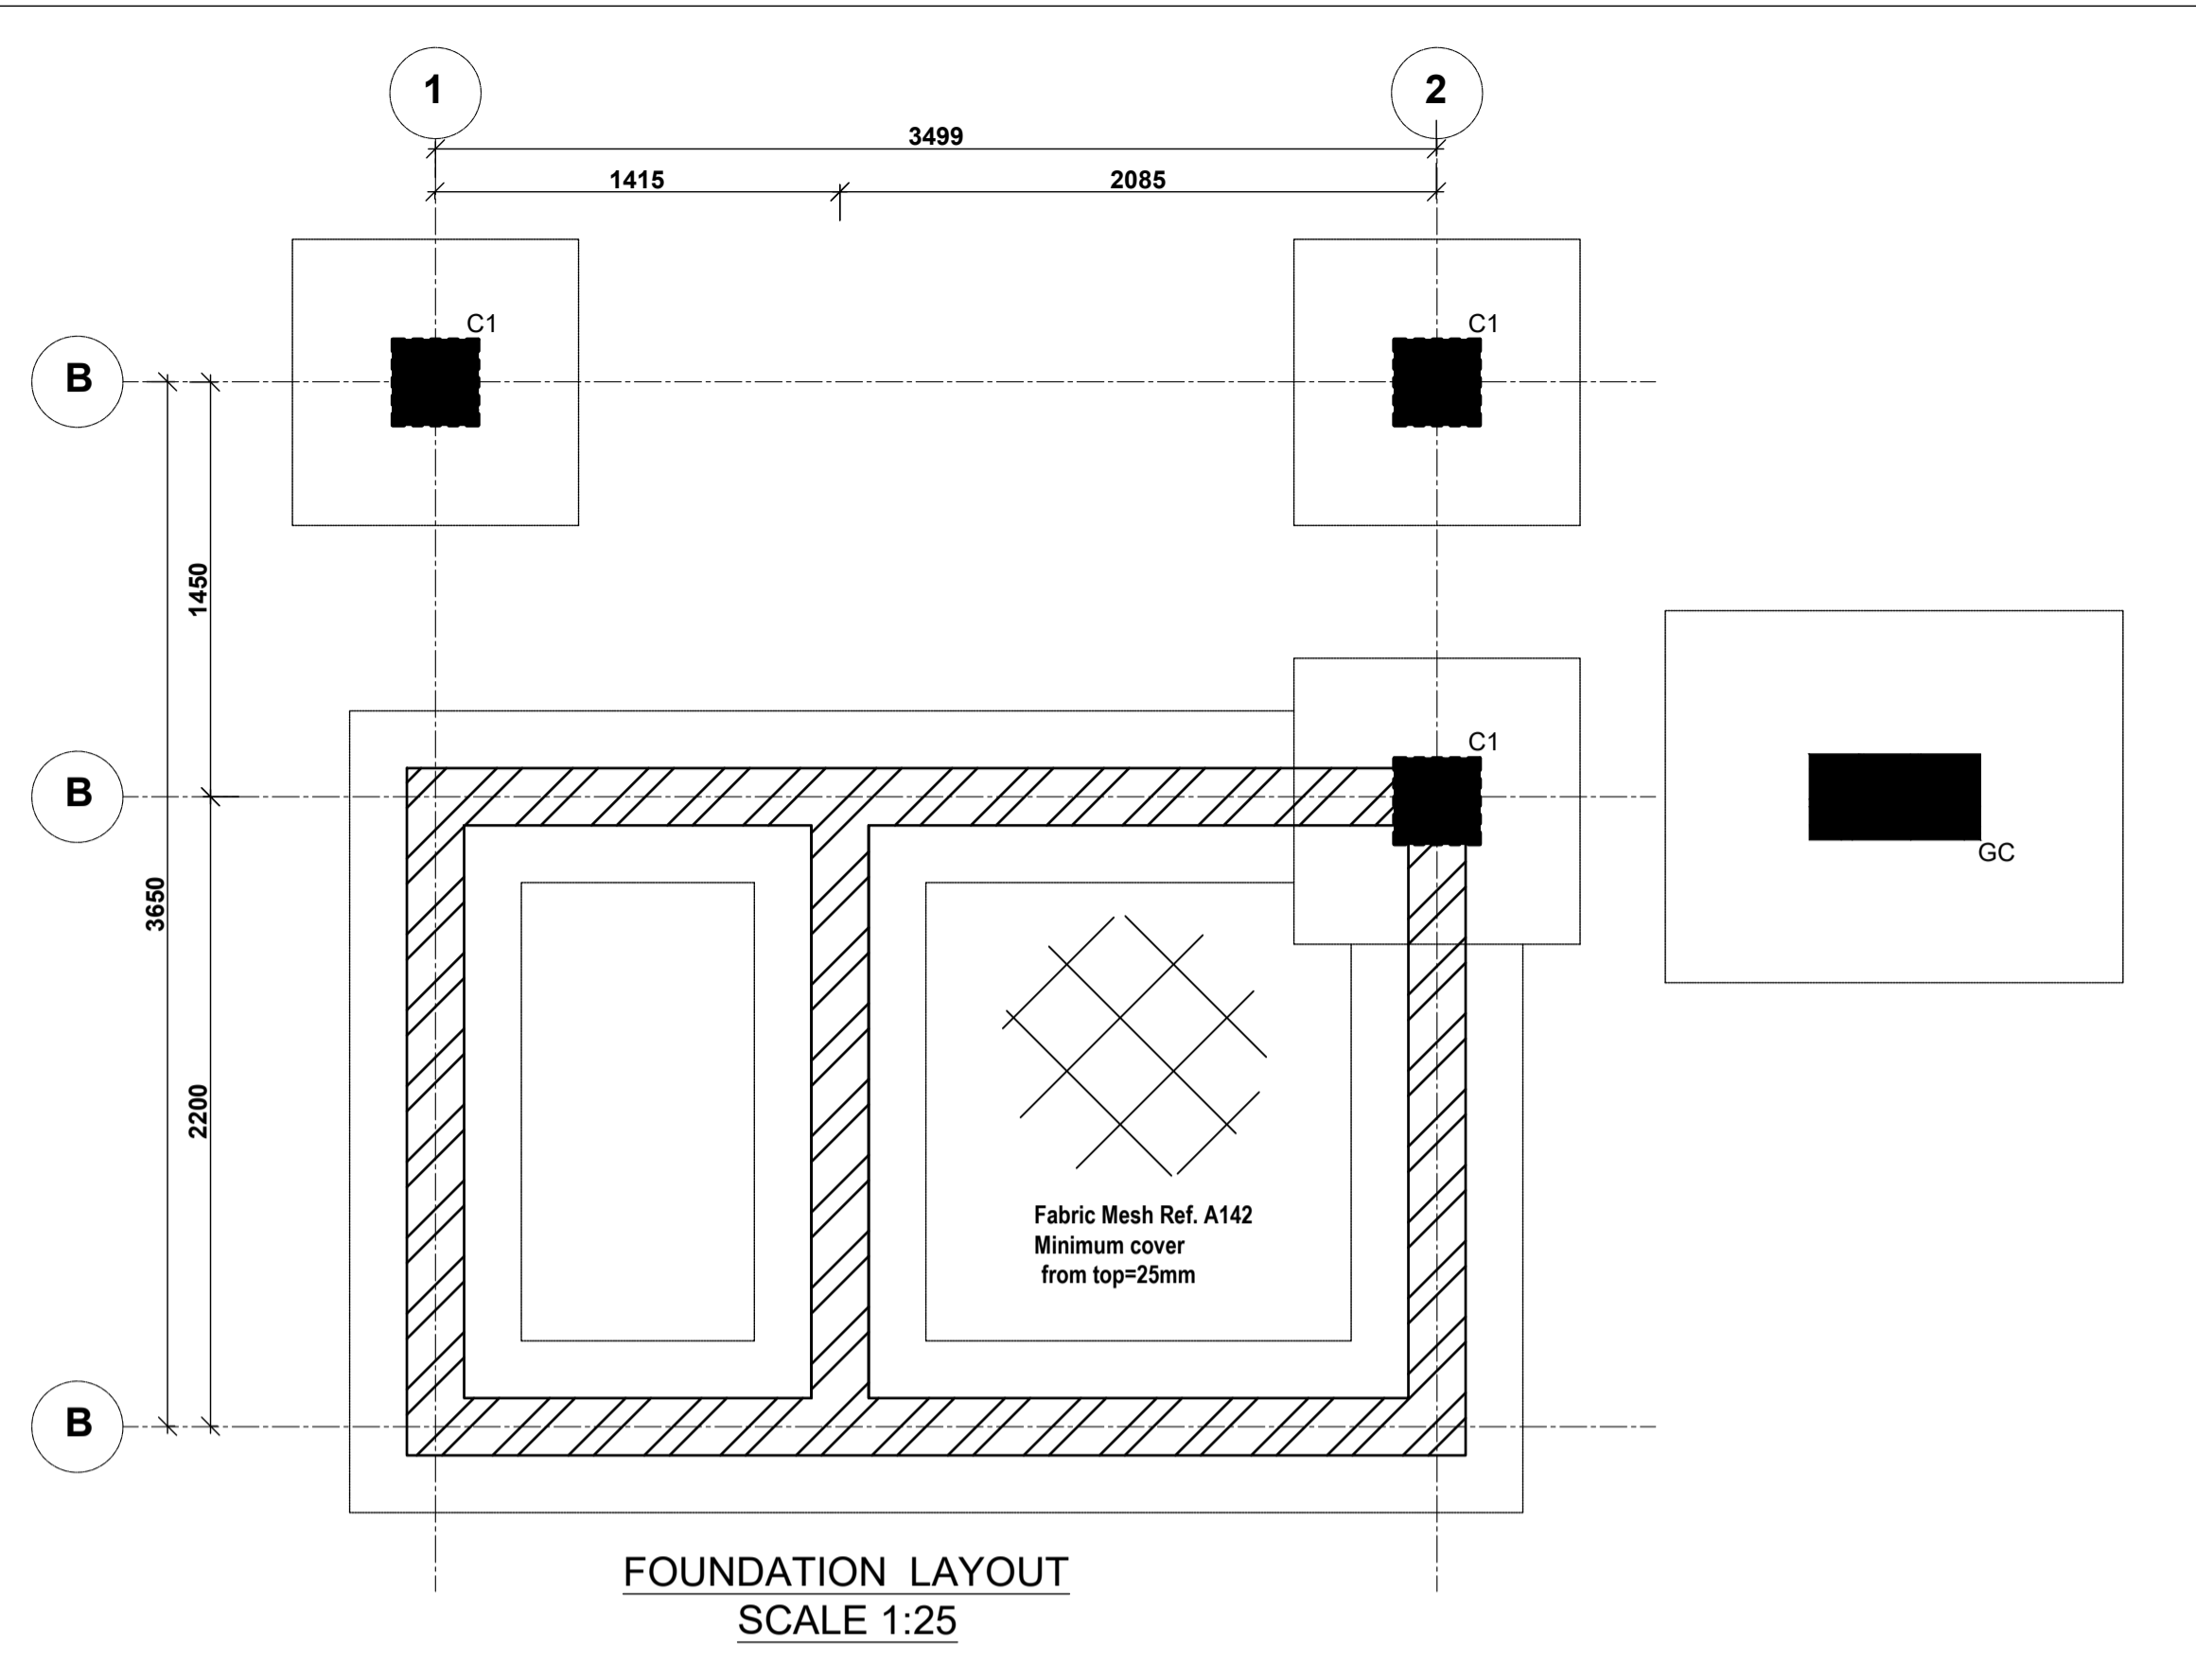 1
2
3499
1415
2085
C1
C1
B
1450
C1
B
GC
3650
2200
Fabric Mesh Ref. A142
Minimum cover
from top=25mm
B
FOUNDATION LAYOUT
SCALE 1:25